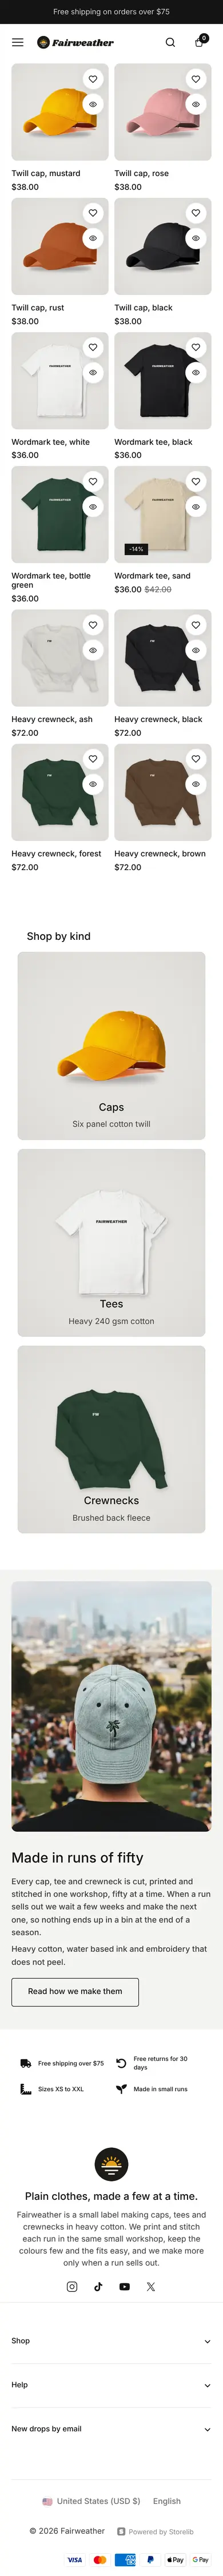 Free shipping on orders over $75
Fairweather
0
Twill cap, mustard
$38.00
Twill cap, rose
$38.00
Twill cap, rust
$38.00
Twill cap, black
$38.00
FAIRWEATHER
FAIRWEATHER
Wordmark tee, white
$36.00
Wordmark tee, black
$36.00
FAIRWEATHER
FAIRWEATHER
-14%
Wordmark tee, bottle
green
$36.00
Wordmark tee, sand
$36.00 $42.00
FW
FW
Heavy crewneck, ash
$72.00
Heavy crewneck, black
$72.00
FW
FW
Heavy crewneck, forest
$72.00
Heavy crewneck, brown
$72.00
Shop by kind
Caps
Six panel cotton twill
FAIRWEATHER
Tees
Heavy 240 gsm cotton
FW
Crewnecks
Brushed back fleece
Made in runs of fifty
Every cap, tee and crewneck is cut, printed and
stitched in one workshop, fifty at a time. When a run
sells out we wait a few weeks and make the next
one, so nothing ends up in a bin at the end of a
season.
Heavy cotton, water based ink and embroidery that
does not peel.
Read how we make them
Free shipping over $75
Free returns for 30
days
Sizes XS to XXL
Made in small runs
Plain clothes, made a few at a time.
Fairweather is a small label making caps, tees and
crewnecks in heavy cotton. We print and stitch
each run in the same small workshop, keep the
colours few and the fits easy, and we make more
only when a run sells out.
Shop
Help
New drops by email
United States (USD $)
English
© 2026 Fairweather
Powered by Storelib
VISA
AMEX
Pay
G Pay